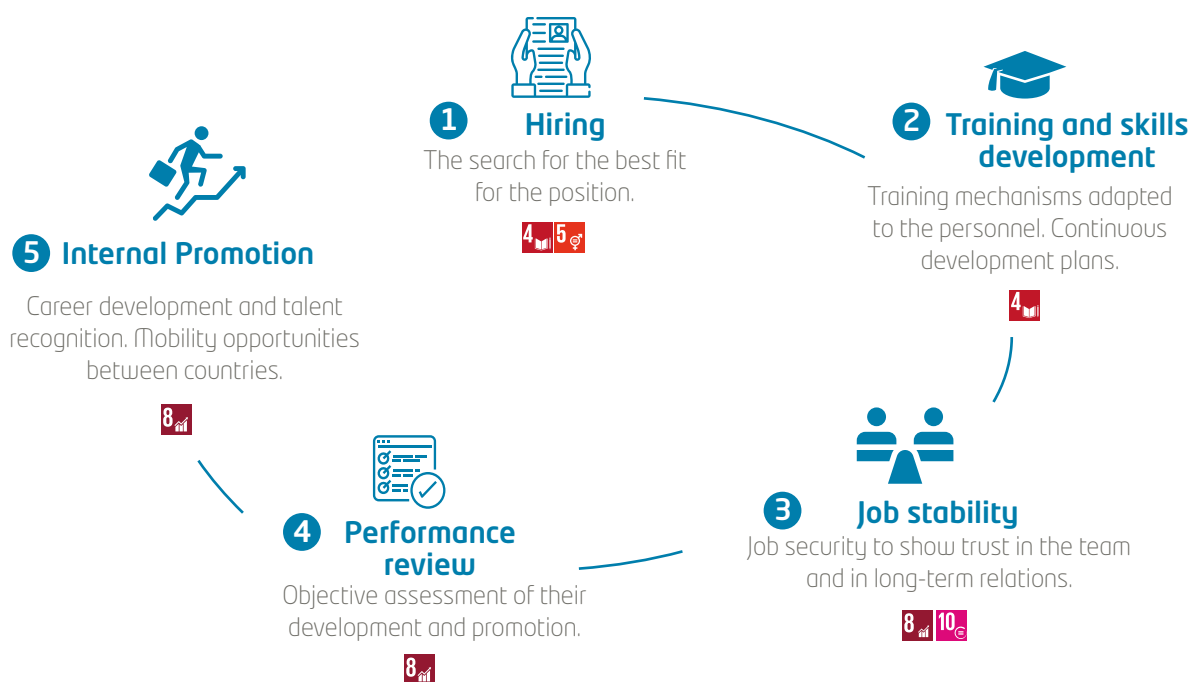 1 Hiring
The search for the best fit
for the position.
4 5
2 Training and skills
development
Training mechanisms adapted
to the personnel. Continuous
development plans.
4
3 Job stability
Job security to show trust in the team
and in long-term relations.
8 10
4 Performance
review
Objective assessment of their
development and promotion.
8
5 Internal Promotion
Career development and talent
recognition. Mobility opportunities
between countries.
8